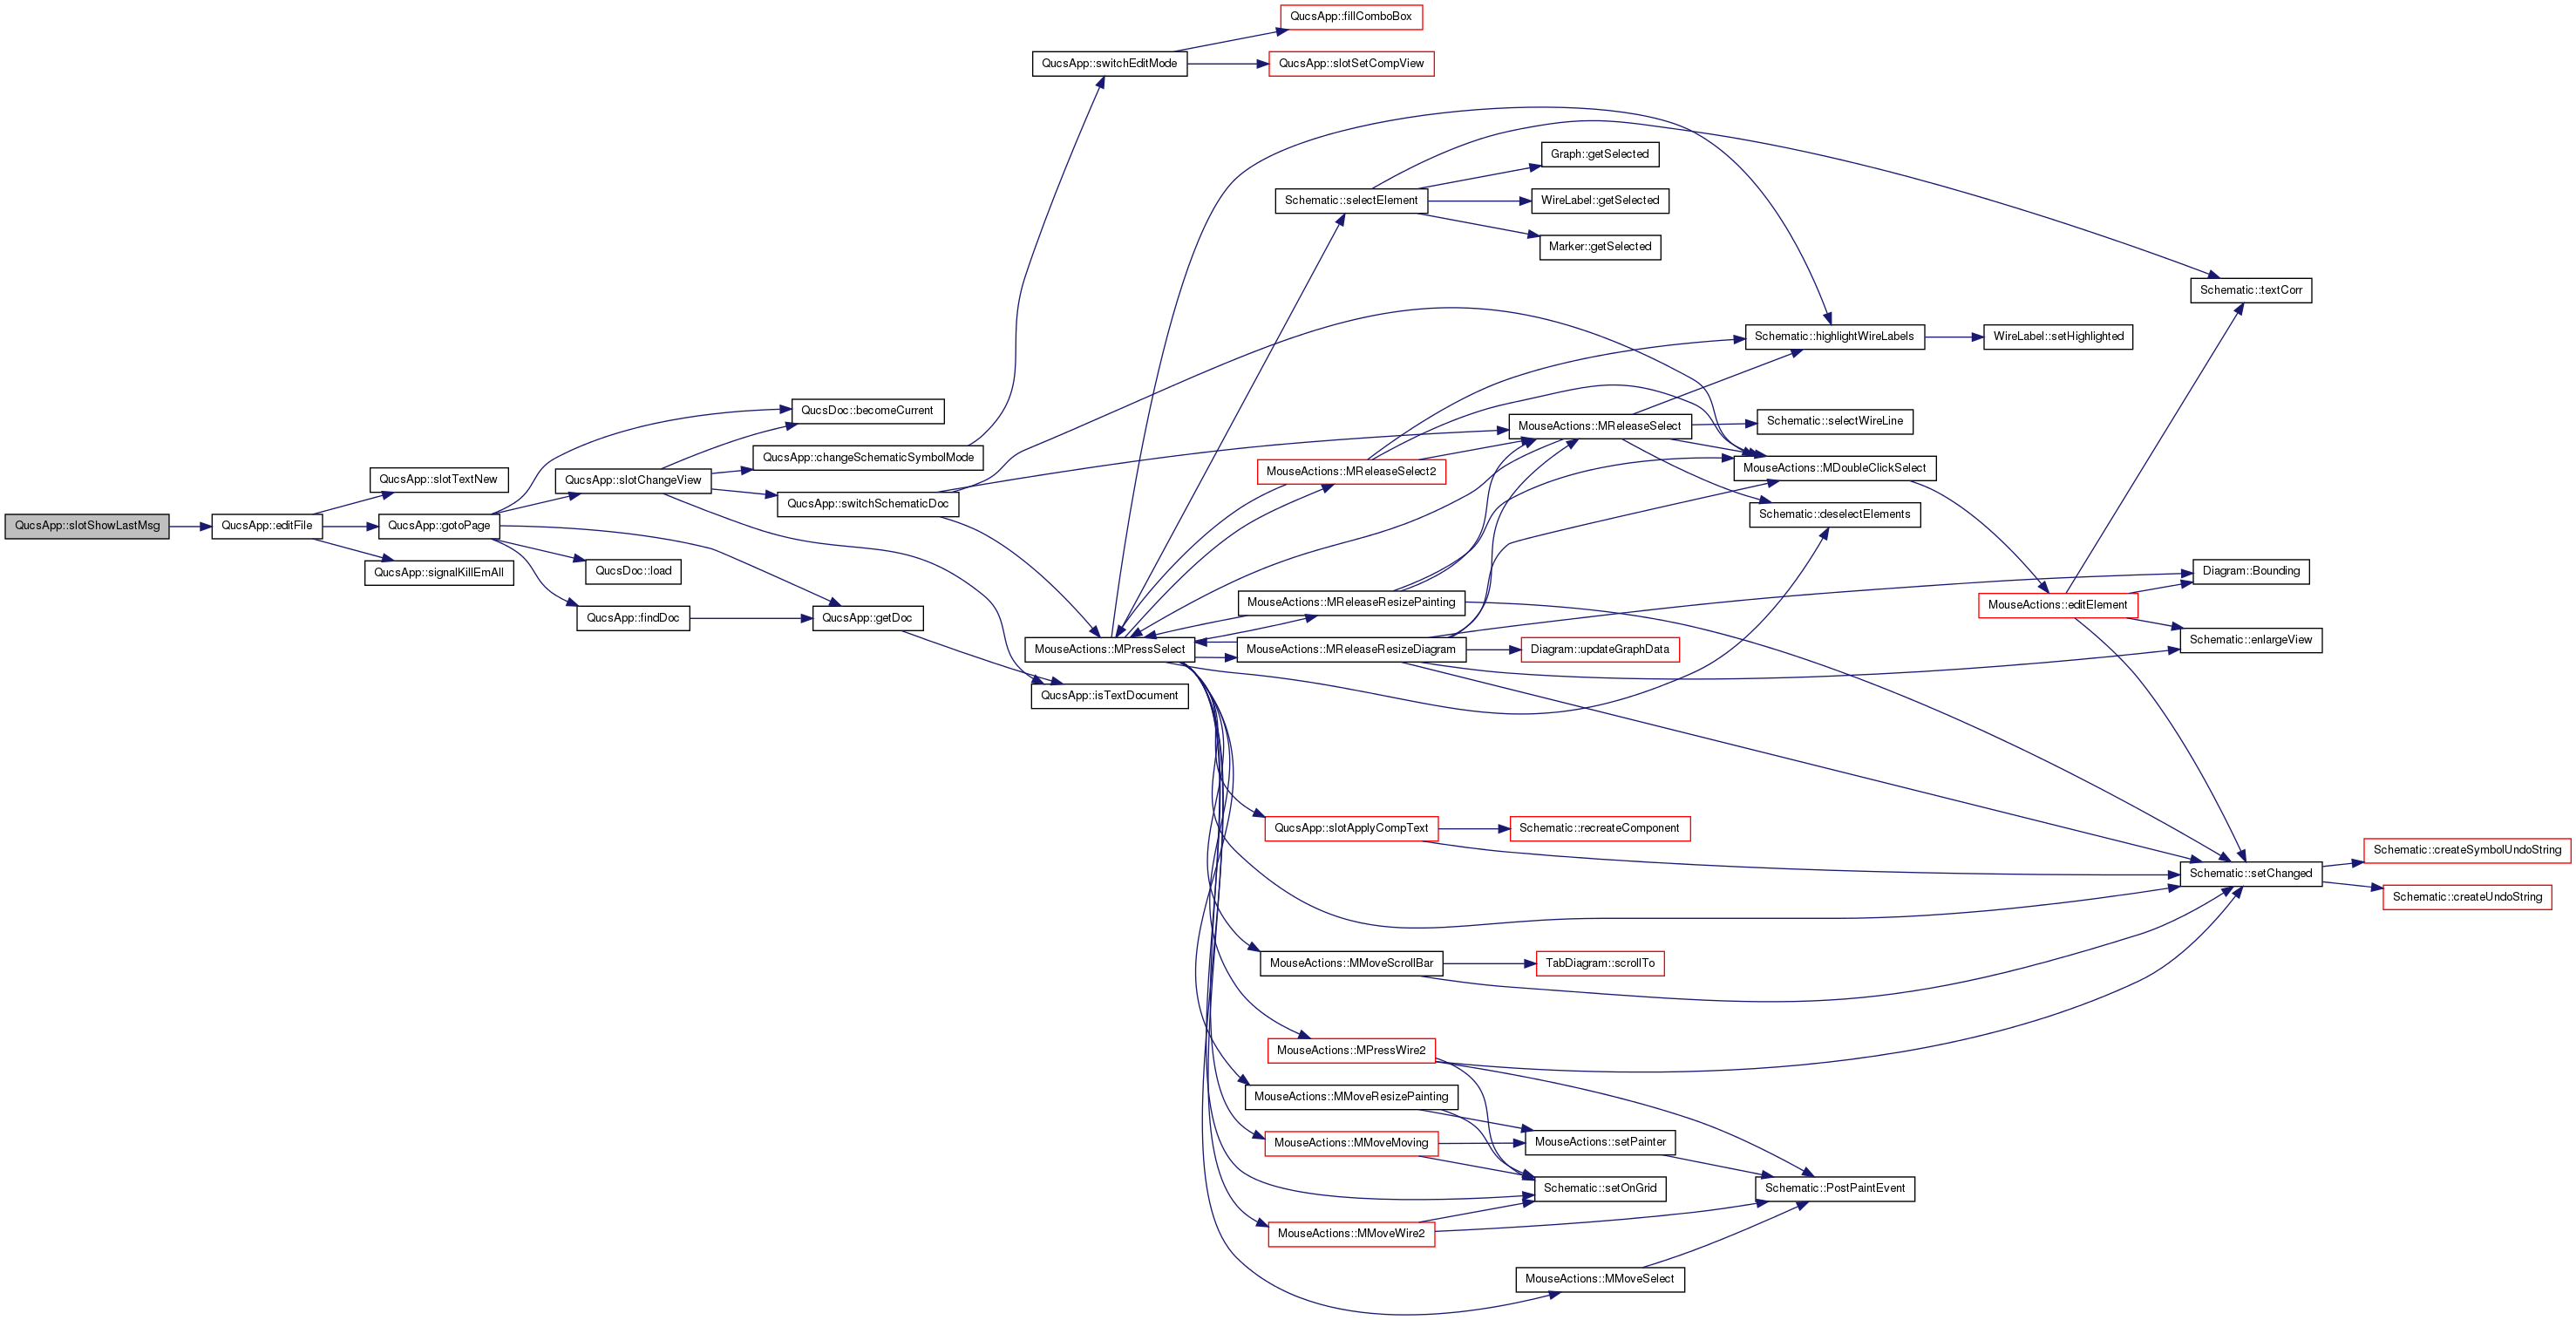 QucsApp::slotShowLastMsg
QucsApp::editFile
QucsApp::slotTextNew
QucsApp::gotoPage
QucsApp::signalKillEmAll
QucsApp::slotChangeView
QucsDoc::load
QucsApp::findDoc
QucsDoc::becomeCurrent
QucsApp::changeSchematicSymbolMode
QucsApp::switchSchematicDoc
QucsApp::getDoc
QucsApp::switchEditMode
MouseActions::MPressSelect
QucsApp::isTextDocument
QucsApp::fillComboBox
QucsApp::slotSetCompView
Schematic::selectElement
MouseActions::MReleaseSelect2
MouseActions::MReleaseResizePainting
MouseActions::MReleaseResizeDiagram
QucsApp::slotApplyCompText
MouseActions::MMoveScrollBar
MouseActions::MPressWire2
MouseActions::MMoveResizePainting
MouseActions::MMoveMoving
MouseActions::MMoveWire2
Graph::getSelected
WireLabel::getSelected
Marker::getSelected
MouseActions::MReleaseSelect
Diagram::updateGraphData
Schematic::recreateComponent
TabDiagram::scrollTo
MouseActions::setPainter
Schematic::setOnGrid
MouseActions::MMoveSelect
Schematic::highlightWireLabels
Schematic::selectWireLine
MouseActions::MDoubleClickSelect
Schematic::deselectElements
Schematic::PostPaintEvent
WireLabel::setHighlighted
MouseActions::editElement
Schematic::textCorr
Diagram::Bounding
Schematic::enlargeView
Schematic::setChanged
Schematic::createSymbolUndoString
Schematic::createUndoString